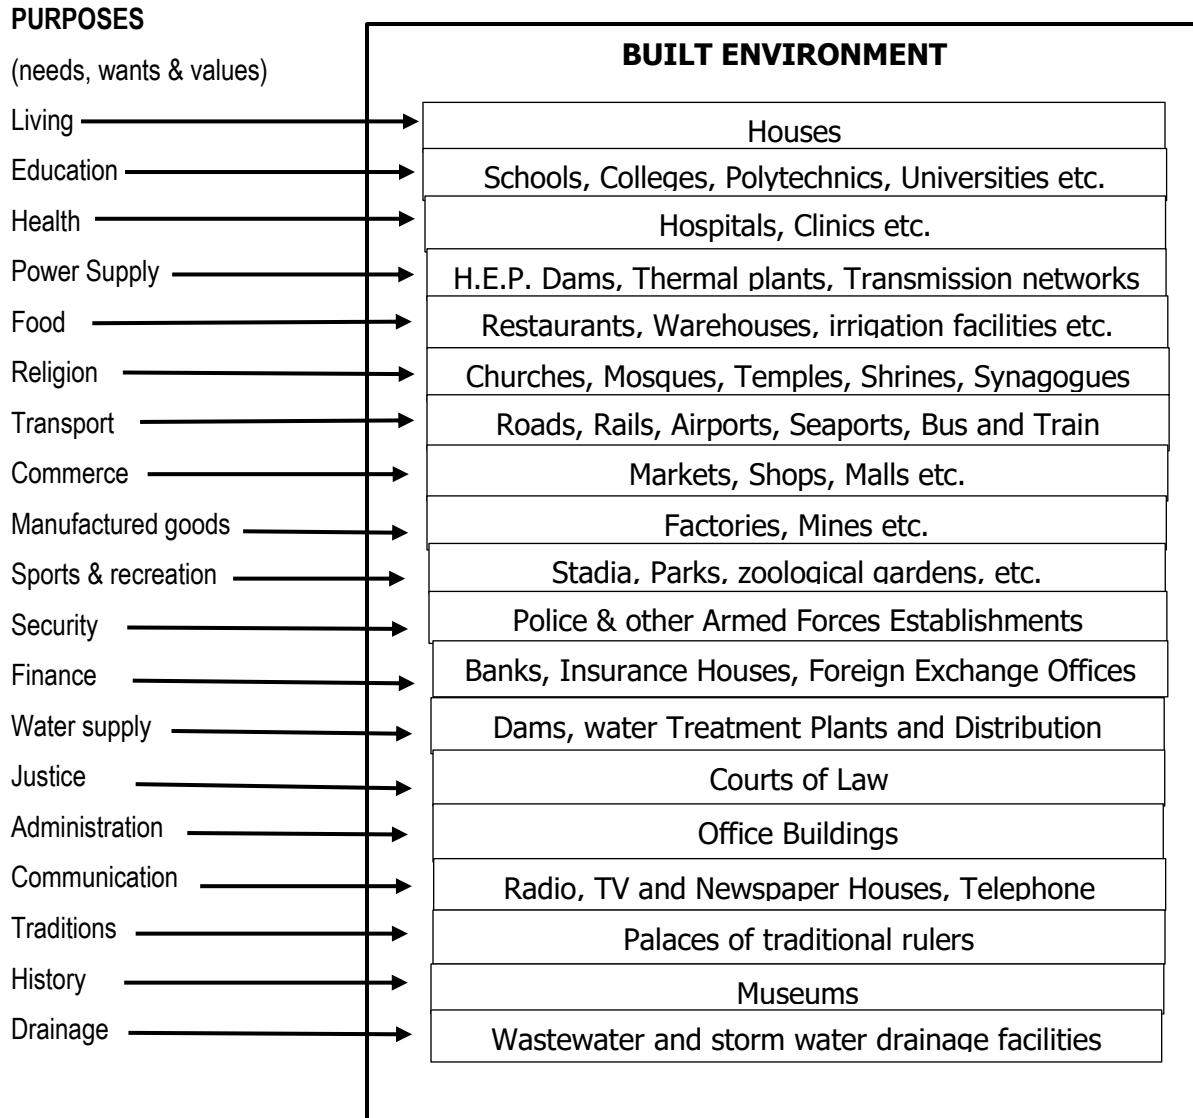 PURPOSES
BUILT ENVIRONMENT
(needs, wants & values)
Living
Houses
Education
Schools, Colleges, Polytechnics, Universities etc.
Health
Hospitals, Clinics etc.
Power Supply
H.E.P. Dams, Thermal plants, Transmission networks
Food
Restaurants, Warehouses, irrigation facilities etc.
Religion
Churches, Mosques, Temples, Shrines, Synagogues
Transport
Roads, Rails, Airports, Seaports, Bus and Train
Commerce
Markets, Shops, Malls etc.
Manufactured goods
Factories, Mines etc.
Sports & recreation
Stadia, Parks, zoological gardens, etc.
Security
Police & other Armed Forces Establishments
Finance
Banks, Insurance Houses, Foreign Exchange Offices
Water supply
Dams, water Treatment Plants and Distribution
Justice
Courts of Law
Administration
Office Buildings
Communication
Radio, TV and Newspaper Houses, Telephone
Traditions
Palaces of traditional rulers
History
Museums
Drainage
Wastewater and storm water drainage facilities